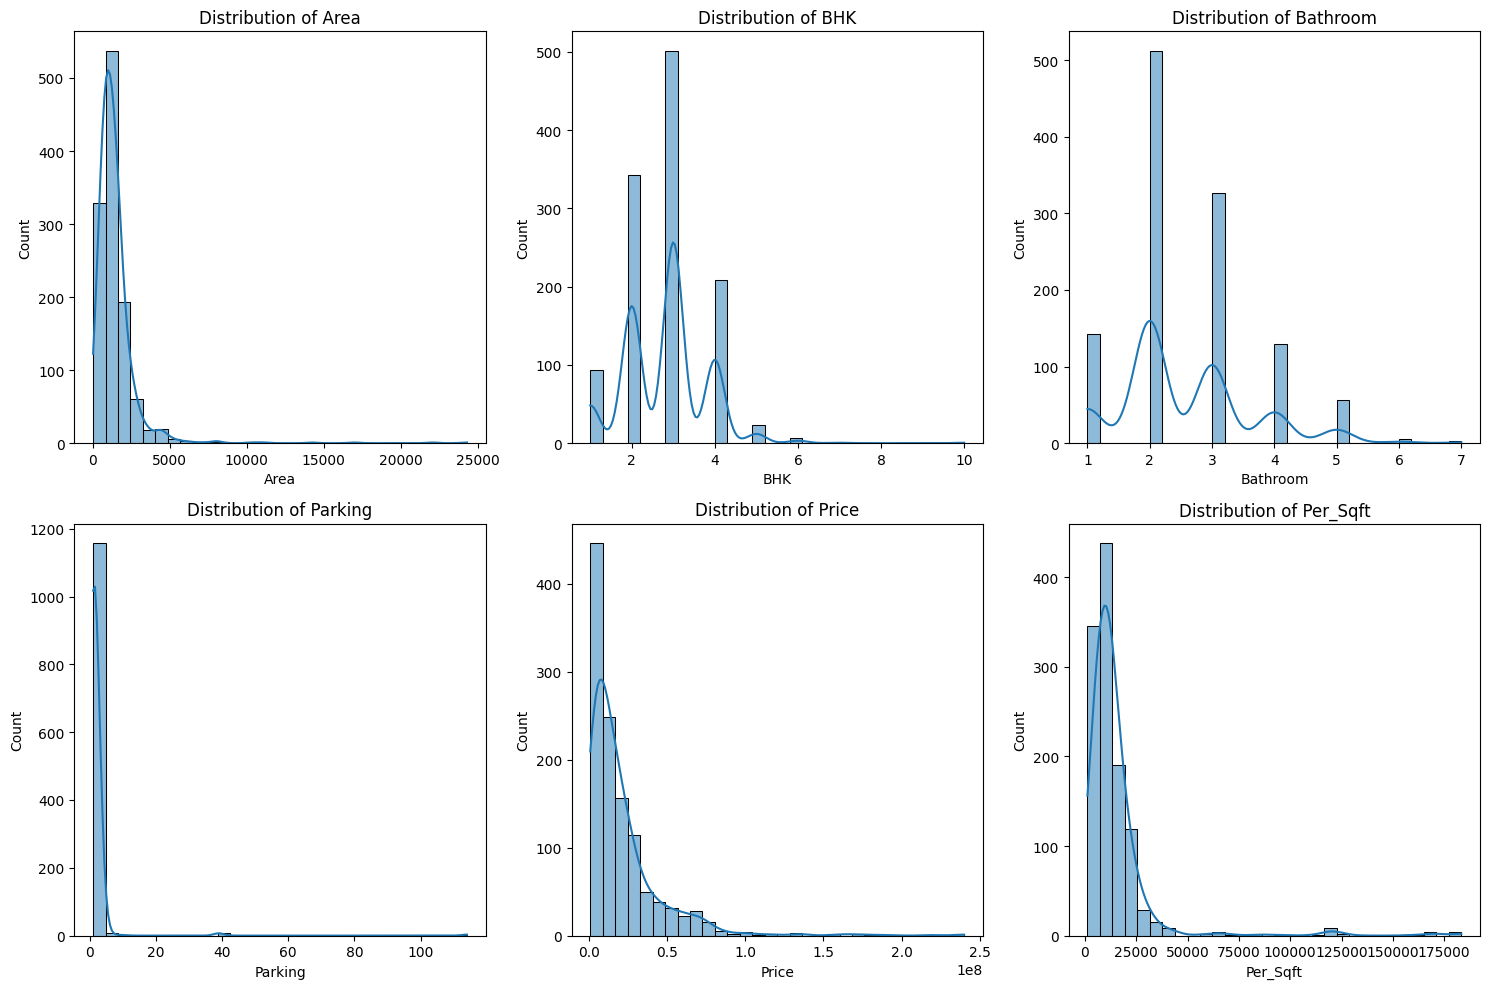 Distribution of Area
500
400
300
200
100
0
Count
0 5000 10000 15000 20000 25000
Area
Distribution of BHK
500
400
300
200
100
0
Count
2 4 6 8 10
BHK
Distribution of Bathroom
500
400
300
200
100
0
Count
1 2 3 4 5 6 7
Bathroom
Distribution of Parking
1200
1000
800
600
400
200
0
Count
0 20 40 60 80 100
Parking
Distribution of Price
400
300
200
100
0
Count
0.0 0.5 1.0 1.5 2.0 2.5
1e8
Price
Distribution of Per_Sqft
400
300
200
100
0
Count
0 25000 50000 75000 100000 125000 150000 175000
Per_Sqft